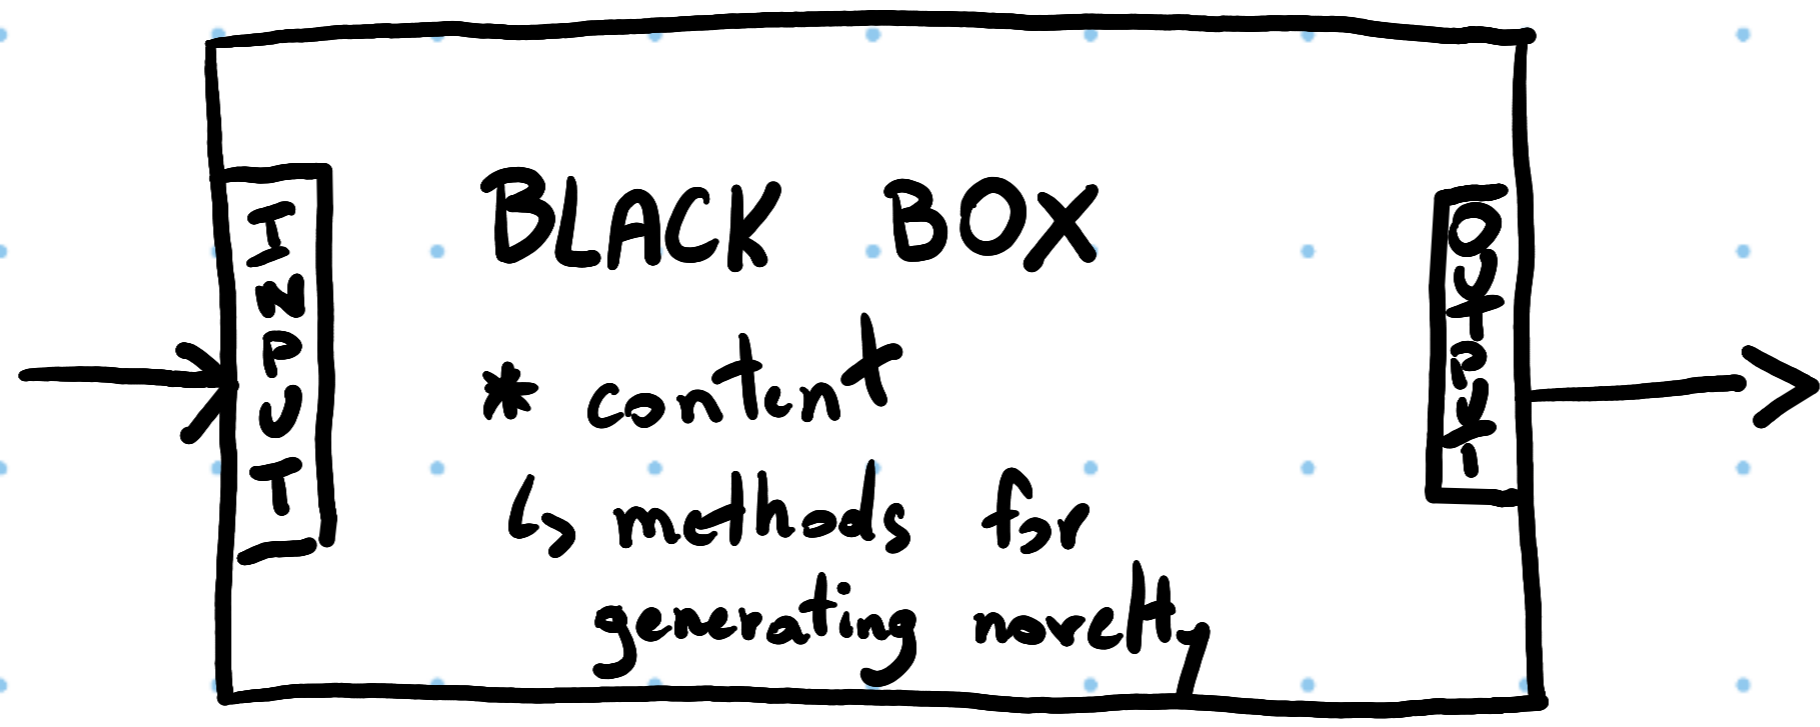 INPUT
BLACK BOX
* content
↳ methods for
generating novelty
OUtPUt